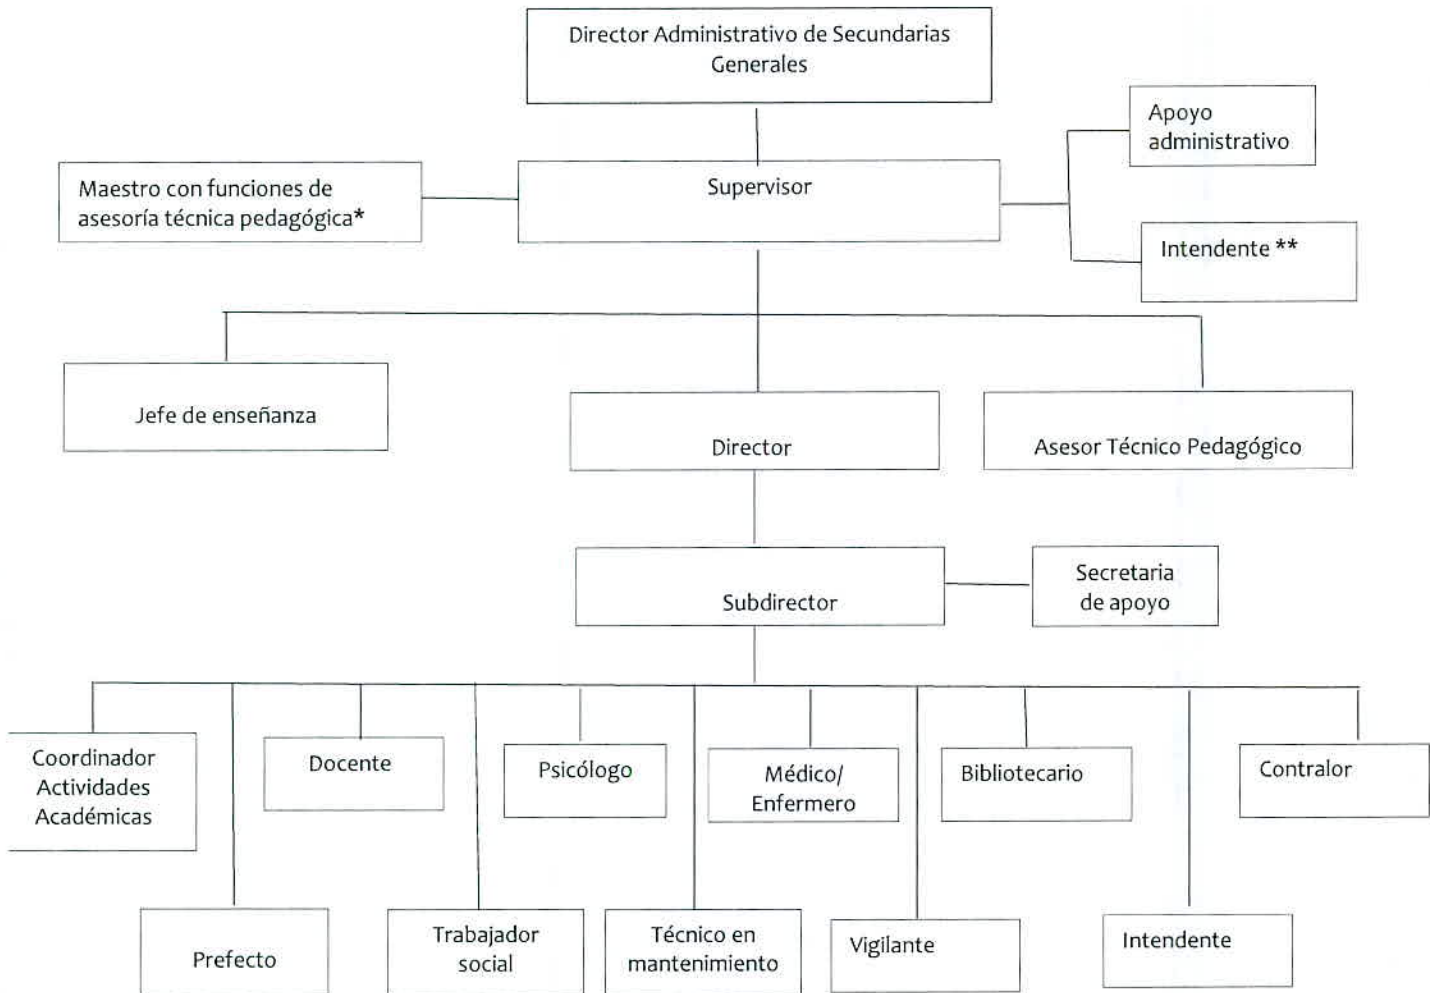 Director Administrativo de Secundarias
Generales
Apoyo
administrativo
Maestro con funciones de
asesoría técnica pedagógica*
Supervisor
Intendente **
Jefe de enseñanza
Director
Asesor Técnico Pedagógico
Subdirector
Secretaria
de apoyo
Coordinador
Actividades
Académicas
Docente
Psicólogo
Médico/
Enfermero
Bibliotecario
Contralor
Prefecto
Trabajador
social
Técnico en
mantenimiento
Vigilante
Intendente